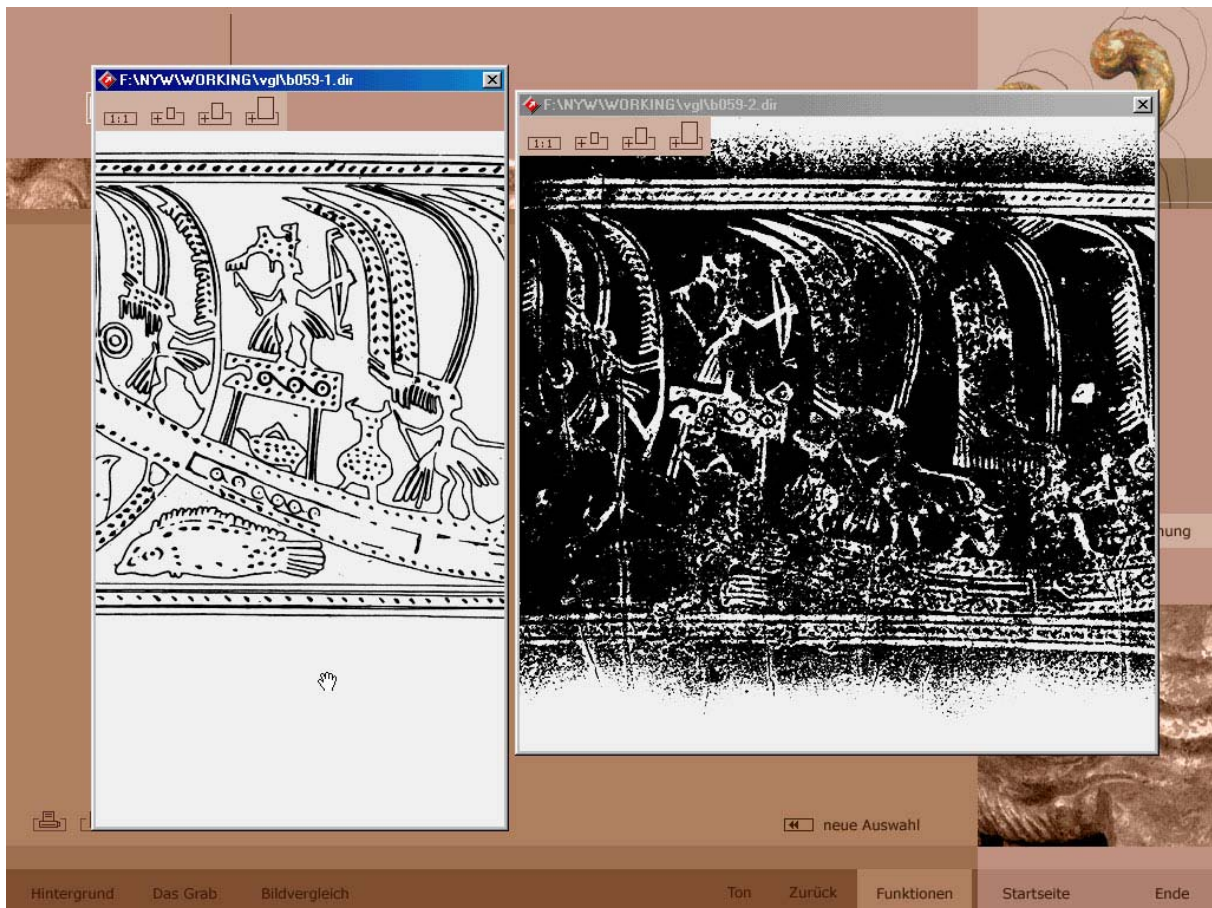 F:\NYW\WORKING\vgl\b059-1.dir
1:1
F:\NYW\WORKING\vgl\b059-2.dir
1:1
neue Auswahl
Hintergrund
Das Grab
Bildvergleich
Ton
Zurück
Funktionen
Startseite
Ende